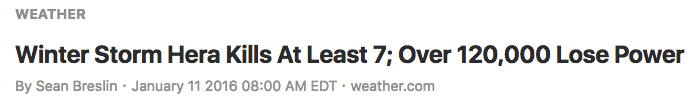 WEATHER
Winter Storm Hera Kills At Least 7; Over 120,000 Lose Power
By Sean Breslin · January 11 2016 08:00 AM EDT · weather.com